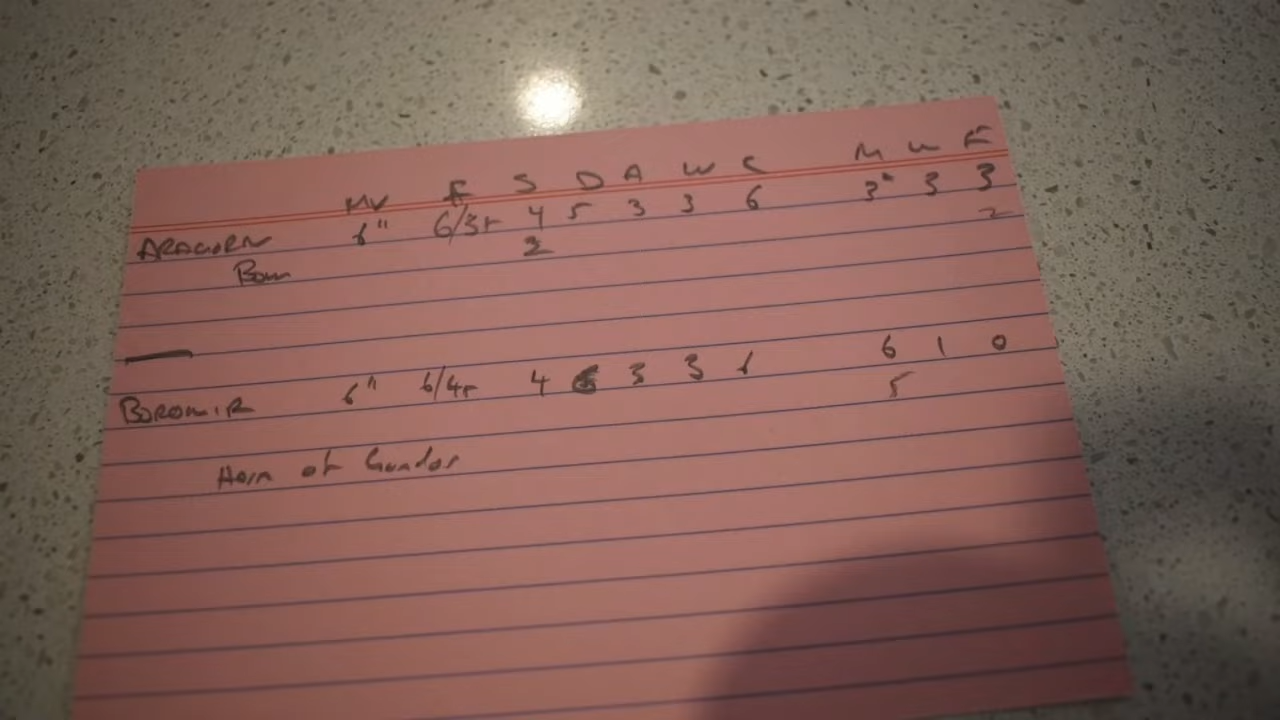 Mv F S D A W C M W F
ARAGORN 6" 6/3+ 4 5 3 3 6 3* 3 3
Bow 2 2
BOROMIR 6" 6/4+ 4 3 3 6 6 1 0
5
Horn of Gondor